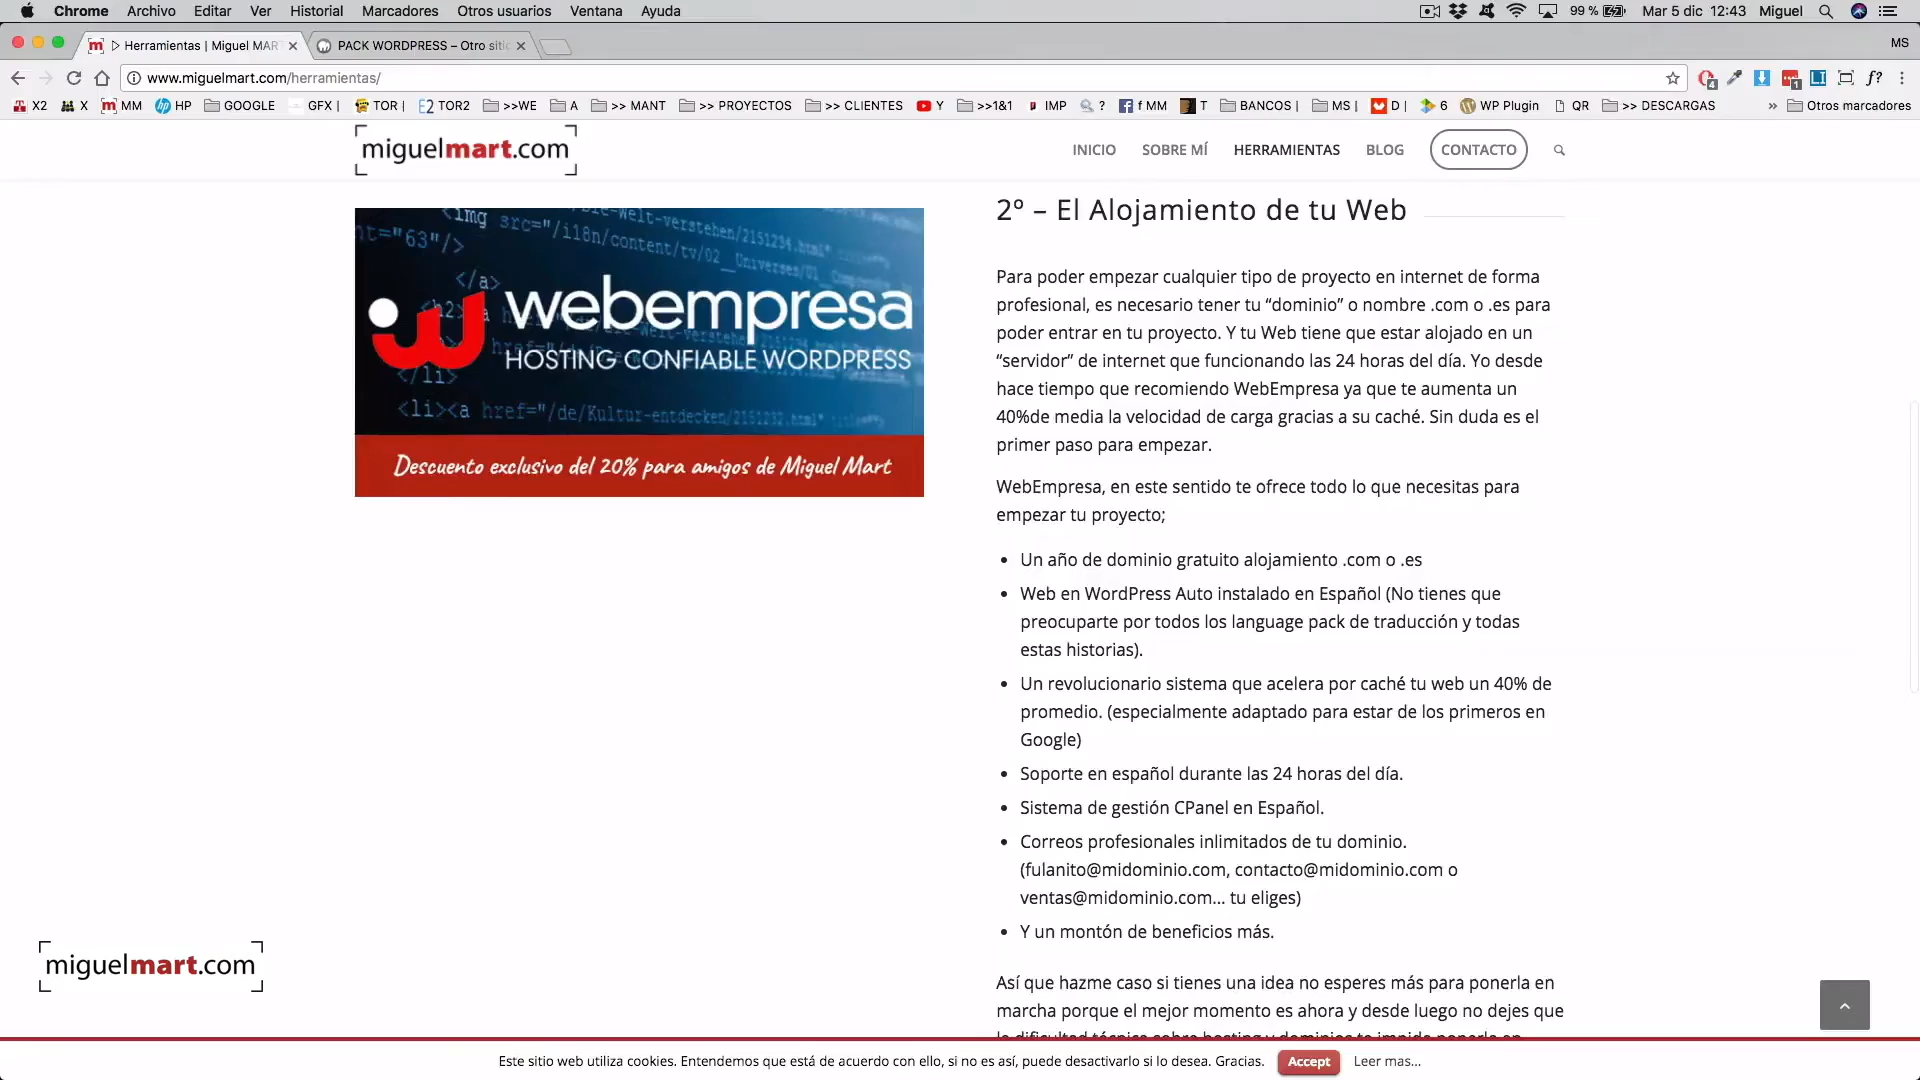 Chrome Archivo Editar Ver Historial Marcadores Otros usuarios Ventana Ayuda 99 % Mar 5 dic 12:43 Miguel
Herramientas | Miguel MAR PACK WORDPRESS – Otro siti MS
www.miguelmart.com/herramientas/ 4 1 f?
X2 X MM HP GOOGLE GFX | TOR | TOR2 >>WE A >> MANT >> PROYECTOS >> CLIENTES Y >>1&1 IMP ? f MM T BANCOS | MS | D | 6 WP Plugin QR >> DESCARGAS » Otros marcadores
miguelmart.com INICIO SOBRE MÍ HERRAMIENTAS BLOG CONTACTO
2º – El Alojamiento de tu Web
webempresa
HOSTING CONFIABLE WORDPRESS
<li><a href="/de/Kultur-entdecken/2151232.html"
Descuento exclusivo del 20% para amigos de Miguel Mart
Para poder empezar cualquier tipo de proyecto en internet de forma
profesional, es necesario tener tu “dominio” o nombre .com o .es para
poder entrar en tu proyecto. Y tu Web tiene que estar alojado en un
“servidor” de internet que funcionando las 24 horas del día. Yo desde
hace tiempo que recomiendo WebEmpresa ya que te aumenta un
40%de media la velocidad de carga gracias a su caché. Sin duda es el
primer paso para empezar.
WebEmpresa, en este sentido te ofrece todo lo que necesitas para
empezar tu proyecto;
• Un año de dominio gratuito alojamiento .com o .es
• Web en WordPress Auto instalado en Español (No tienes que
preocuparte por todos los language pack de traducción y todas
estas historias).
• Un revolucionario sistema que acelera por caché tu web un 40% de
promedio. (especialmente adaptado para estar de los primeros en
Google)
• Soporte en español durante las 24 horas del día.
• Sistema de gestión CPanel en Español.
• Correos profesionales inlimitados de tu dominio.
(fulanito@midominio.com, contacto@midominio.com o
ventas@midominio.com... tu eliges)
• Y un montón de beneficios más.
Así que hazme caso si tienes una idea no esperes más para ponerla en
marcha porque el mejor momento es ahora y desde luego no dejes que
miguelmart.com
Este sitio web utiliza cookies. Entendemos que está de acuerdo con ello, si no es así, puede desactivarlo si lo desea. Gracias. Accept Leer mas...